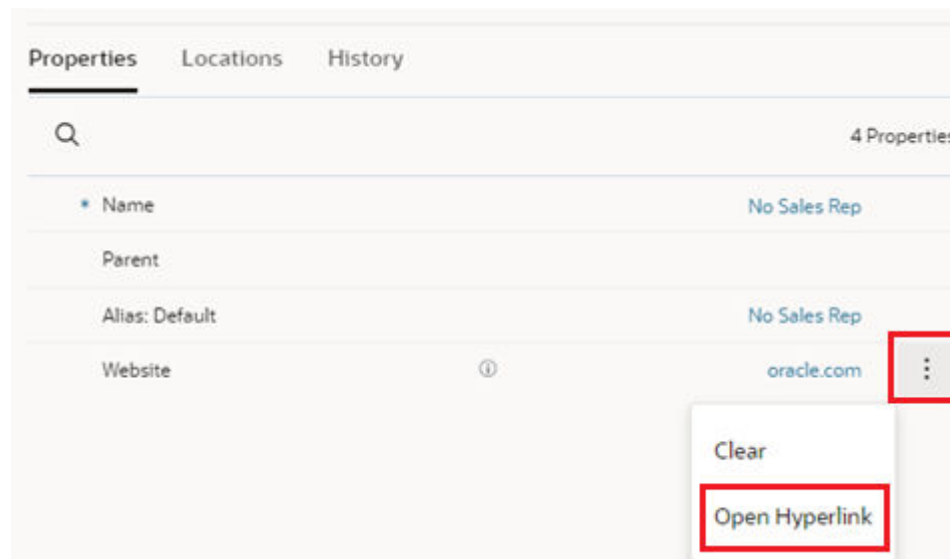 Properties Locations History
4 Properties
* Name No Sales Rep
Parent
Alias: Default No Sales Rep
Website oracle.com
Clear
Open Hyperlink